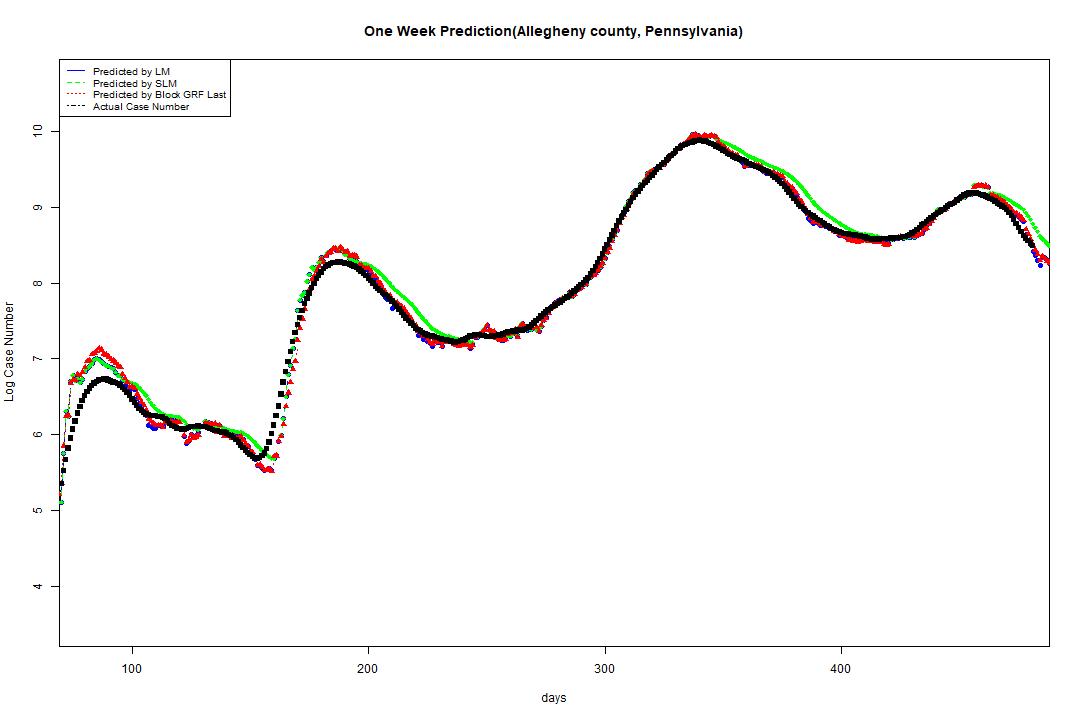 One Week Prediction(Allegheny county, Pennsylvania)
Predicted by LM
Predicted by SLM
Predicted by Block GRF Last
Actual Case Number
10
9
8
7
6
5
4
Log Case Number
100 200 300 400
days